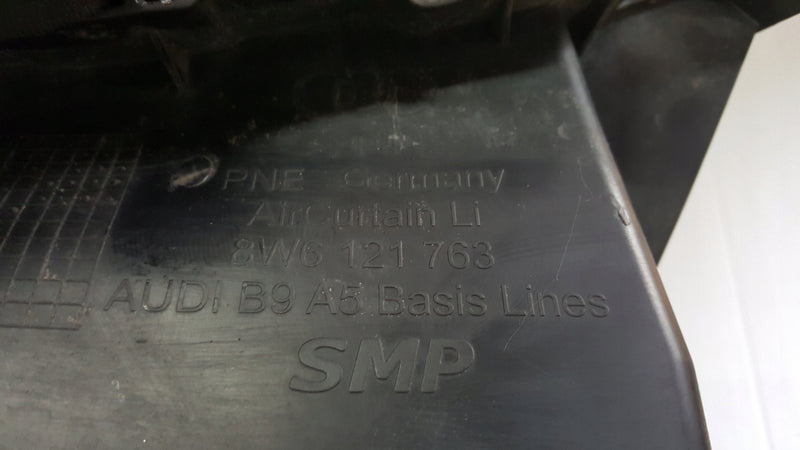 PNE Germany
AirCurtain Li
8W6 121 763
AUDI B9 A5 Basis Lines
SMP